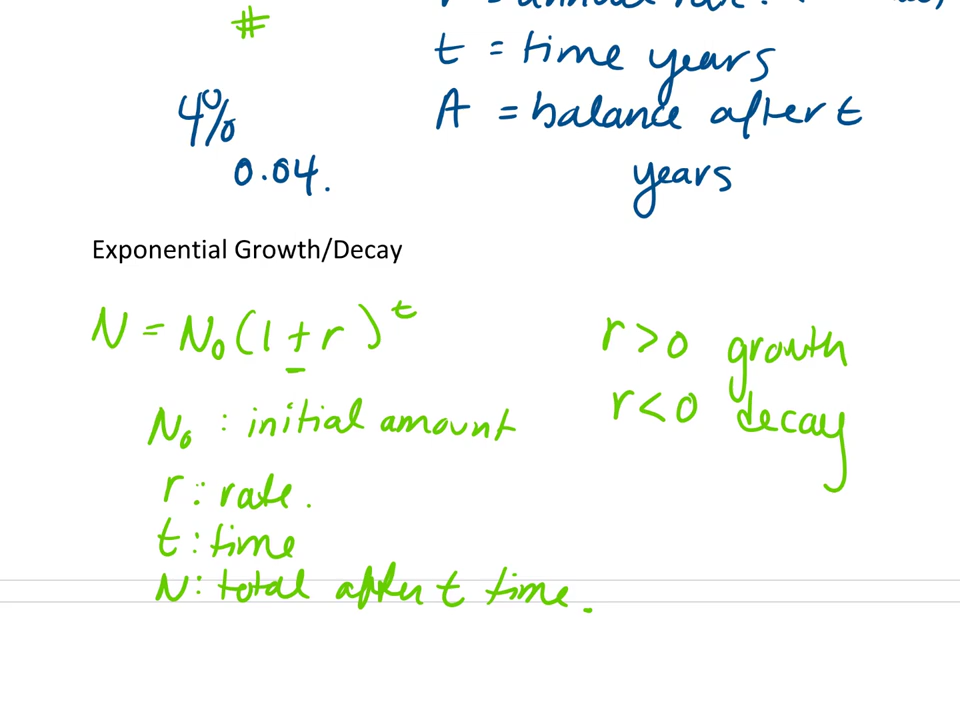 #
t = time years
4%
A = balance after t
0.04.
years
Exponential Growth/Decay
N = N₀(1+r)ᵗ
r>0 growth
r<0 decay
N₀ : initial amount
r : rate.
t : time
N : total after t time.